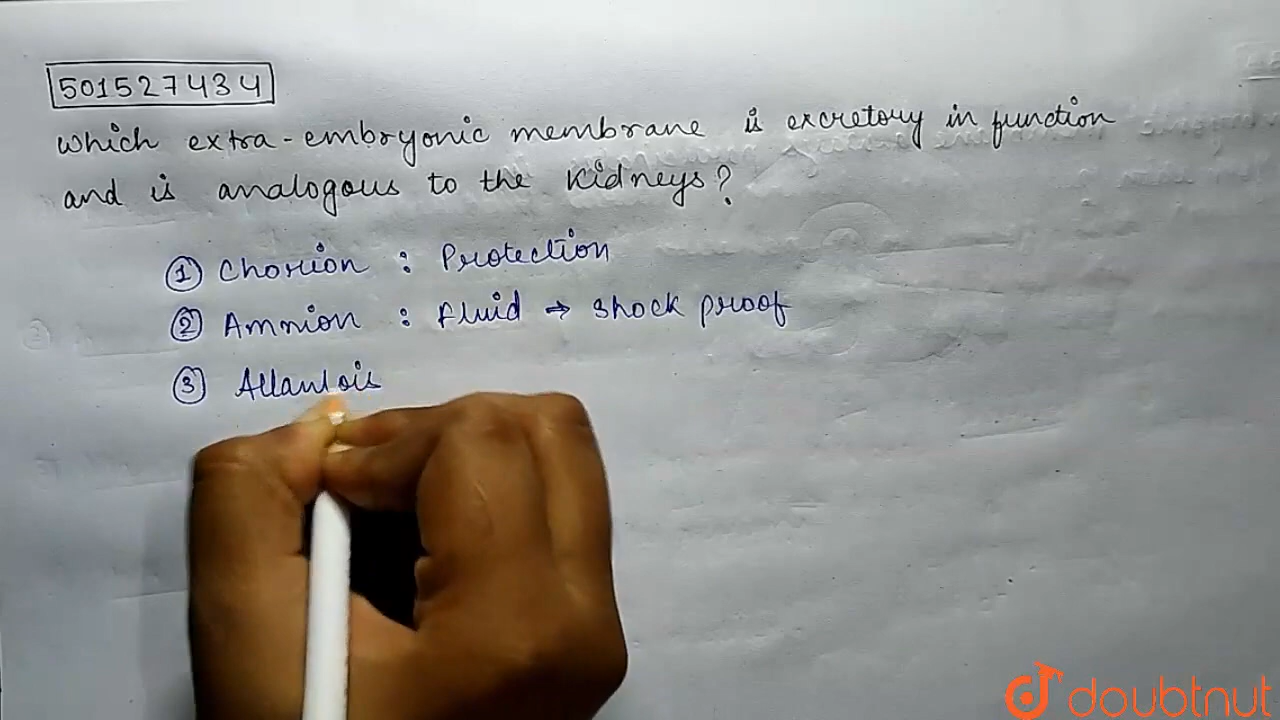 501527434
Which extra-embryonic membrane is excretory in function
and is analogous to the kidneys?
① Chorion : Protection
② Amnion : fluid → shock proof
③ Allantois
doubtnut